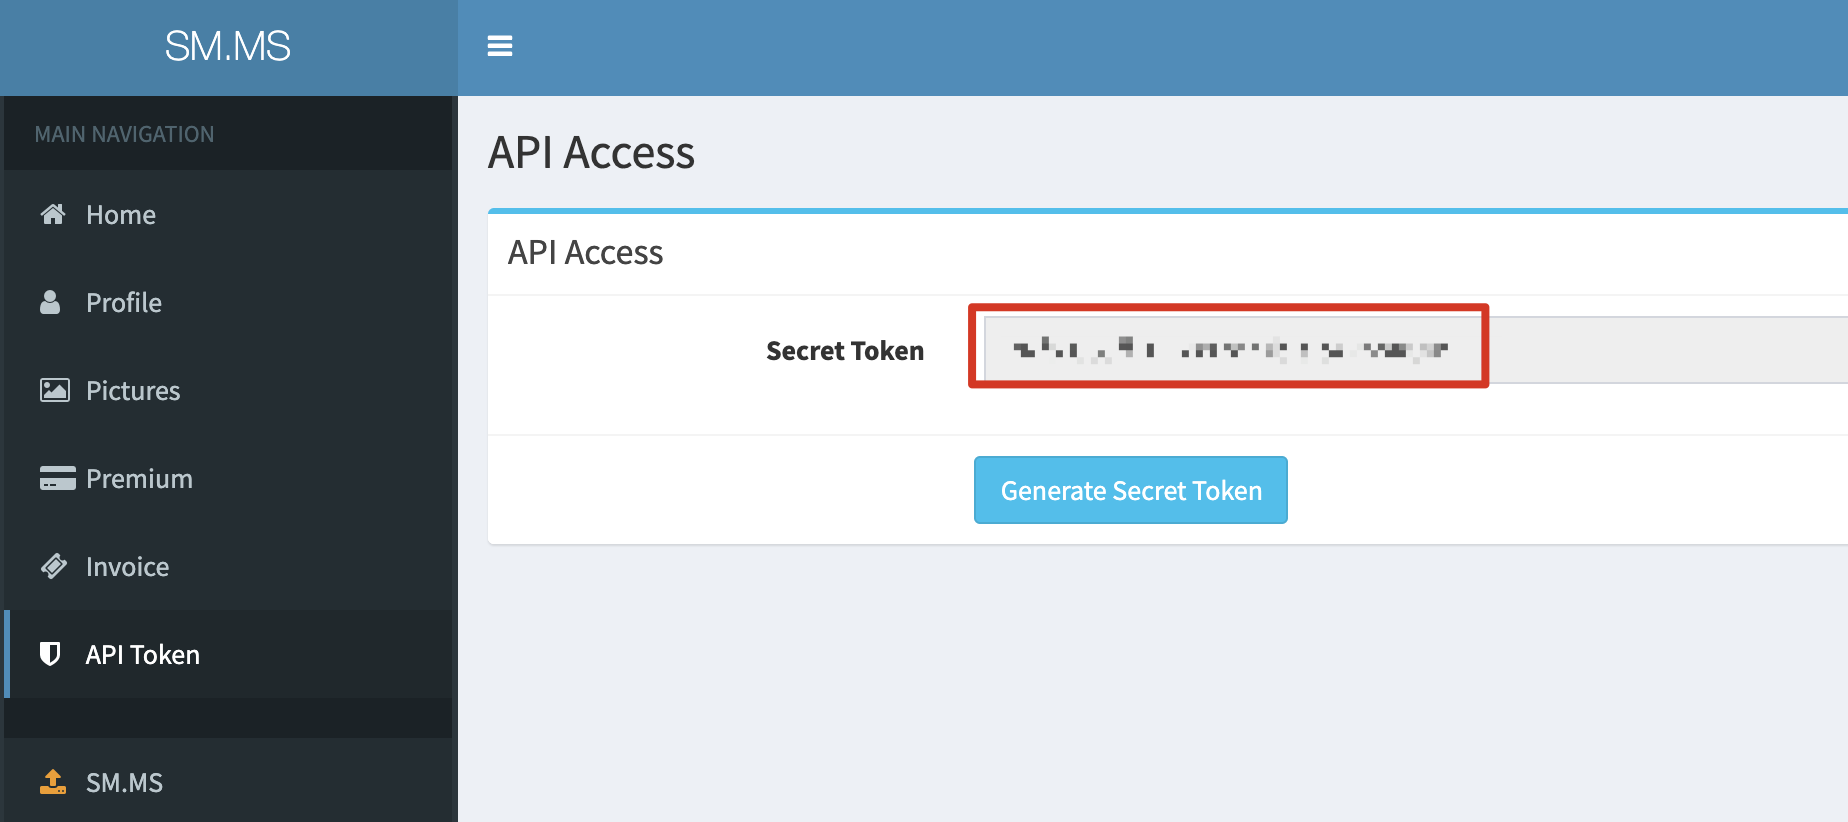 SM.MS
MAIN NAVIGATION
Home
Profile
Pictures
Premium
Invoice
API Token
SM.MS
API Access
API Access
Secret Token
Generate Secret Token